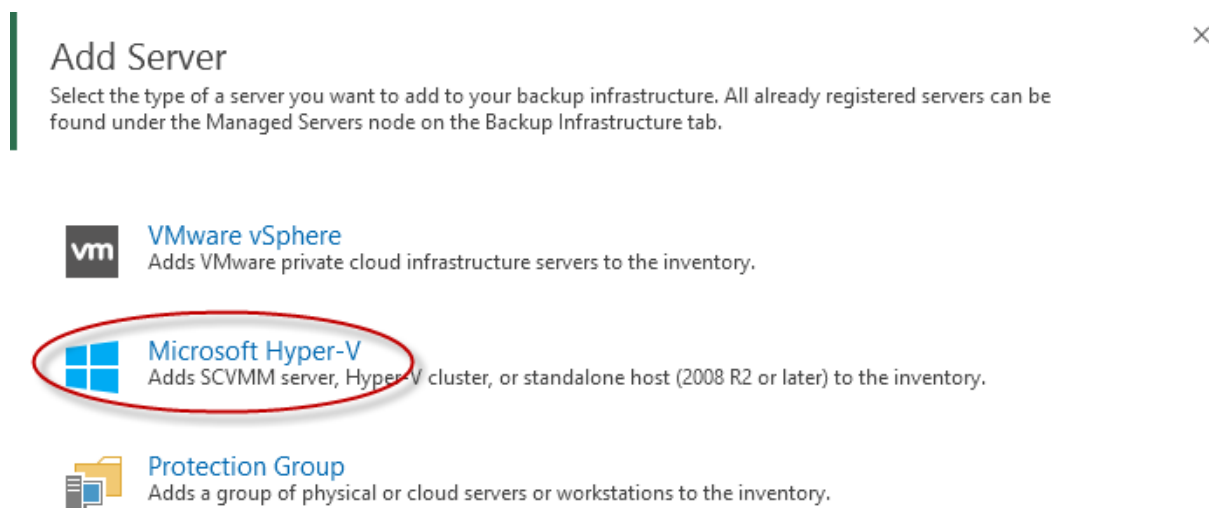 Add Server
Select the type of a server you want to add to your backup infrastructure. All already registered servers can be
found under the Managed Servers node on the Backup Infrastructure tab.
vm
VMware vSphere
Adds VMware private cloud infrastructure servers to the inventory.
Microsoft Hyper-V
Adds SCVMM server, Hyper-V cluster, or standalone host (2008 R2 or later) to the inventory.
Protection Group
Adds a group of physical or cloud servers or workstations to the inventory.